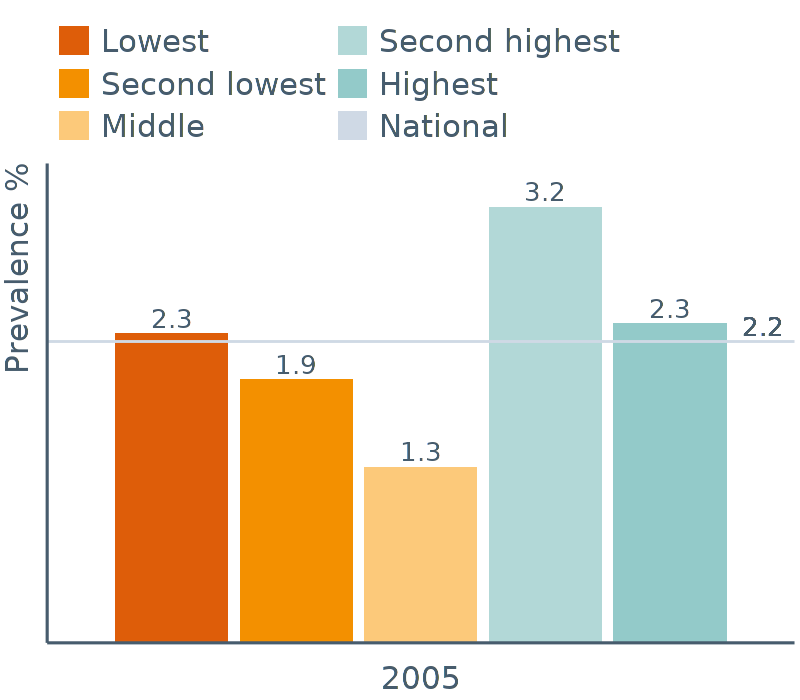 Lowest
Second lowest
Middle
Second highest
Highest
National
Prevalence %
2.3
1.9
1.3
3.2
2.3
2.2
2005